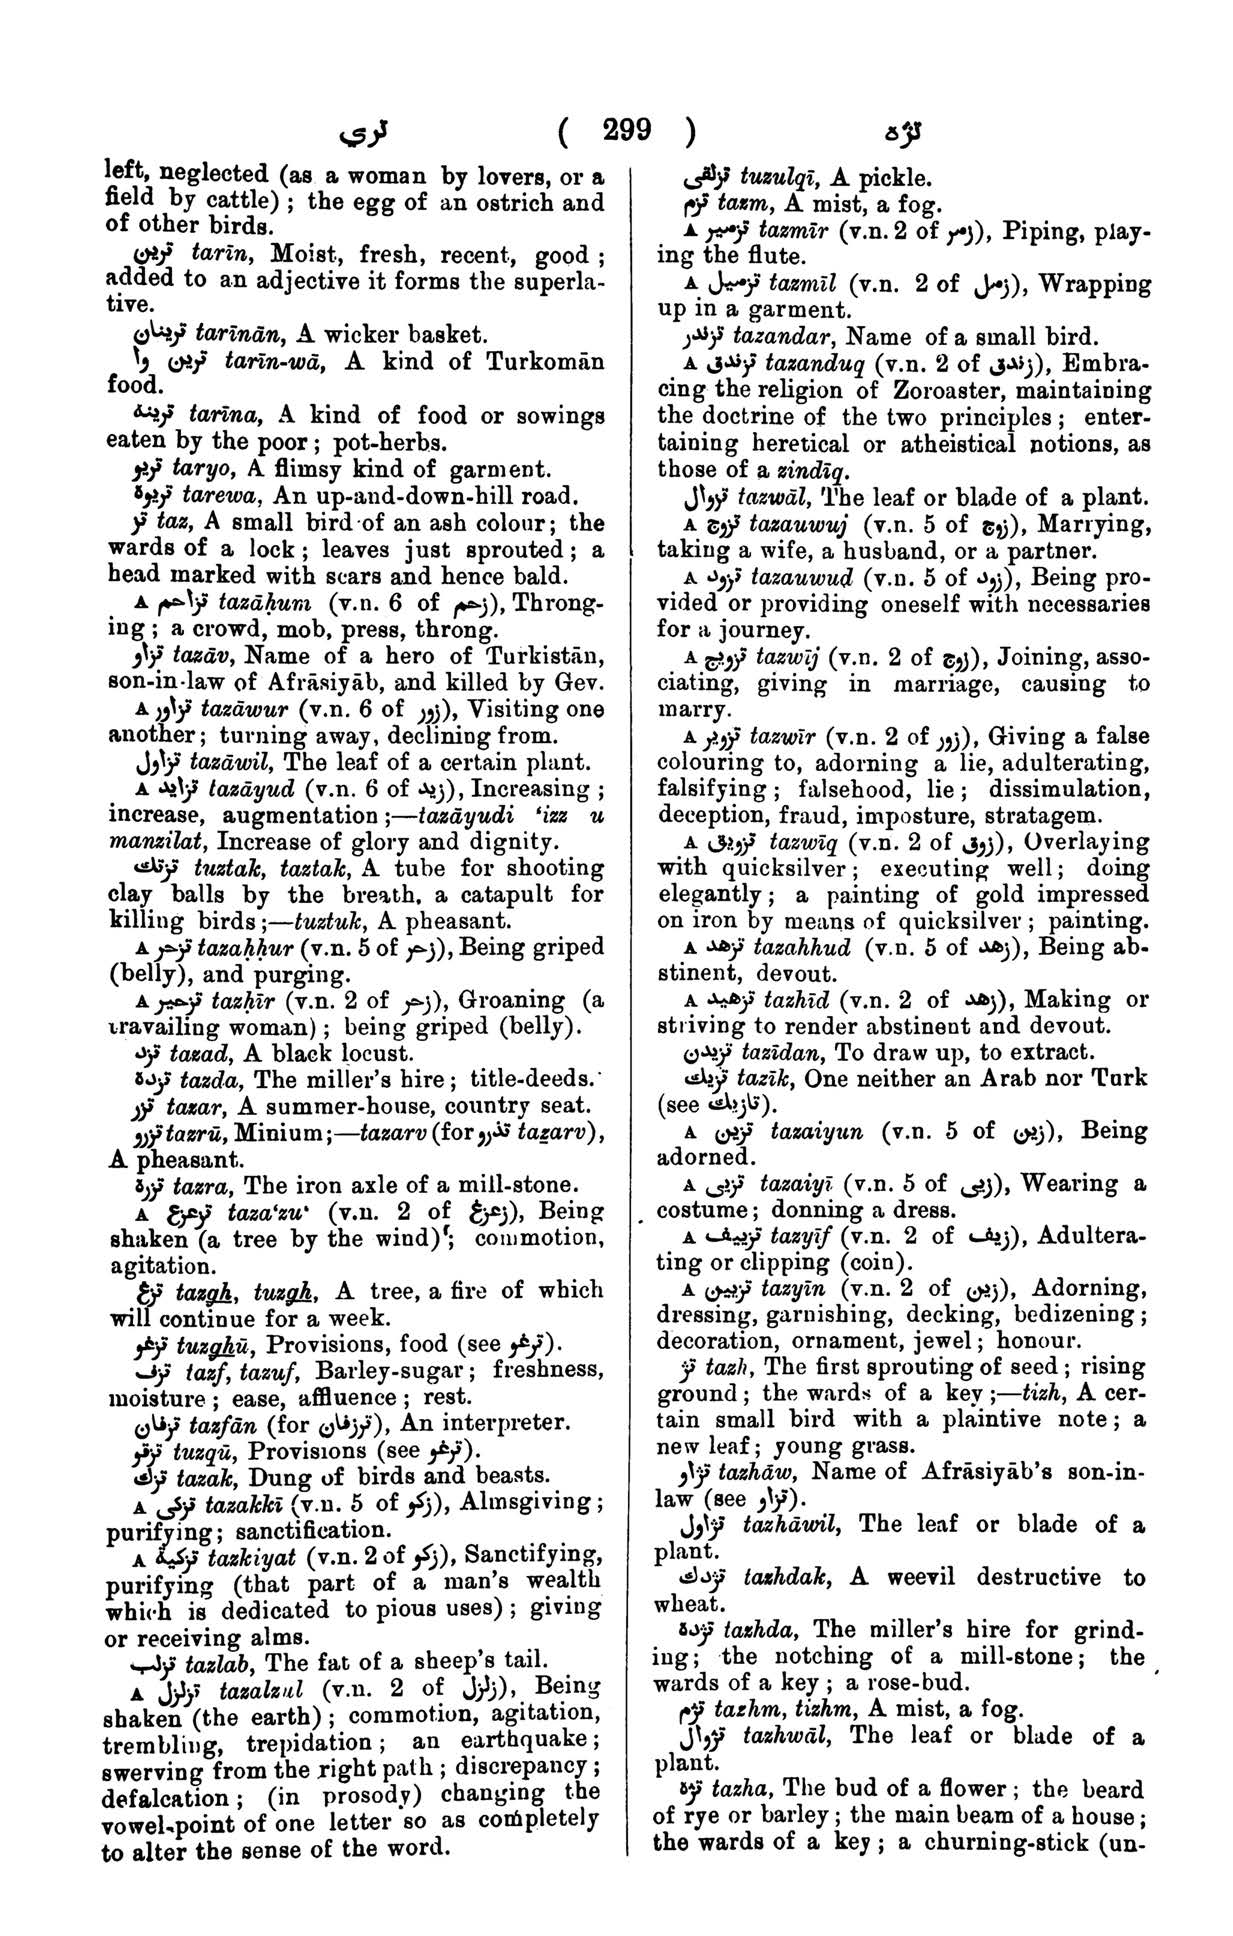 تري ( 299 ) تژه
left, neglected (as a woman by lovers, or a
field by cattle) ; the egg of an ostrich and
of other birds.
ترين tarīn, Moist, fresh, recent, good ;
added to an adjective it forms the superla-
tive.
ترينان tarīnān, A wicker basket.
ترين وا tarīn-wā, A kind of Turkomān
food.
ترينه tarīna, A kind of food or sowings
eaten by the poor ; pot-herbs.
تريو taryo, A flimsy kind of garment.
تريوه tarewa, An up-and-down-hill road.
تز taz, A small bird of an ash colour ; the
wards of a lock ; leaves just sprouted ; a
head marked with scars and hence bald.
A تزاحم tazāḥum (v.n. 6 of زحم), Throng-
ing ; a crowd, mob, press, throng.
تزاو tazāv, Name of a hero of Turkistān,
son-in-law of Afrāsiyāb, and killed by Gev.
A تزاور tazāwur (v.n. 6 of زور), Visiting one
another ; turning away, declining from.
تزاول tazāwil, The leaf of a certain plant.
A تزايد tazāyud (v.n. 6 of زيد), Increasing ;
increase, augmentation ;—tazāyudi ‘izz u
manzilat, Increase of glory and dignity.
تزتك tuztak, taztak, A tube for shooting
clay balls by the breath, a catapult for
killing birds ;—tuztuk, A pheasant.
A تزحر tazaḥḥur (v.n. 5 of زحر), Being griped
(belly), and purging.
A تزحير tazḥīr (v.n. 2 of زحر), Groaning (a
travailing woman) ; being griped (belly).
تزد tazad, A black locust.
تزده tazda, The miller’s hire ; title-deeds.
تزر tazar, A summer-house, country seat.
تزرو tazrū, Minium ;—tazarv (for تذرو taẕarv),
A pheasant.
تزره tazra, The iron axle of a mill-stone.
A تزعزع taza‘zu‘ (v.n. 2 of زعزع), Being
shaken (a tree by the wind) ; commotion,
agitation.
تزغ tazgh, tuzgh, A tree, a fire of which
will continue for a week.
تزغو tuzghū, Provisions, food (see ترغو).
تزف tazf, tazuf, Barley-sugar ; freshness,
moisture ; ease, affluence ; rest.
تزفان tazfān (for ترزفان), An interpreter.
تزقو tuzqū, Provisions (see تزغو).
تزك tazak, Dung of birds and beasts.
A تزكى tazakkī (v.n. 5 of زكو), Almsgiving ;
purifying ; sanctification.
A تزكية tazkiyat (v.n. 2 of زكو), Sanctifying,
purifying (that part of a man’s wealth
which is dedicated to pious uses) ; giving
or receiving alms.
تزلب tazlab, The fat of a sheep’s tail.
A تزلزل tazalzul (v.n. 2 of زلزل), Being
shaken (the earth) ; commotion, agitation,
trembling, trepidation ; an earthquake ;
swerving from the right path ; discrepancy ;
defalcation ; (in prosody) changing the
vowel-point of one letter so as completely
to alter the sense of the word.
تزلقى tuzulqī, A pickle.
تزم tazm, A mist, a fog.
A تزمير tazmīr (v.n. 2 of زمر), Piping, play-
ing the flute.
A تزميل tazmīl (v.n. 2 of زمل), Wrapping
up in a garment.
تزندر tazandar, Name of a small bird.
A تزندق tazanduq (v.n. 2 of زندق), Embra-
cing the religion of Zoroaster, maintaining
the doctrine of the two principles ; enter-
taining heretical or atheistical notions, as
those of a zindīq.
تزوال tazwāl, The leaf or blade of a plant.
A تزوج tazauwuj (v.n. 5 of زوج), Marrying,
taking a wife, a husband, or a partner.
A تزود tazauwud (v.n. 5 of زود), Being pro-
vided or providing oneself with necessaries
for a journey.
A تزويج tazwīj (v.n. 2 of زوج), Joining, asso-
ciating, giving in marriage, causing to
marry.
A تزوير tazwīr (v.n. 2 of زور), Giving a false
colouring to, adorning a lie, adulterating,
falsifying ; falsehood, lie ; dissimulation,
deception, fraud, imposture, stratagem.
A تزويق tazwīq (v.n. 2 of زوق), Overlaying
with quicksilver ; executing well ; doing
elegantly ; a painting of gold impressed
on iron by means of quicksilver ; painting.
A تزهد tazahhud (v.n. 5 of زهد), Being ab-
stinent, devout.
A تزهيد tazhīd (v.n. 2 of زهد), Making or
striving to render abstinent and devout.
تزيدن tazīdan, To draw up, to extract.
تزيك tazīk, One neither an Arab nor Turk
(see تازيك).
A تزين tazaiyun (v.n. 5 of زين), Being
adorned.
A تزيى tazaiyī (v.n. 5 of زيى), Wearing a
costume ; donning a dress.
A تزييف tazyīf (v.n. 2 of زيف), Adultera-
ting or clipping (coin).
A تزيين tazyīn (v.n. 2 of زين), Adorning,
dressing, garnishing, decking, bedizening ;
decoration, ornament, jewel ; honour.
تژ tazh, The first sprouting of seed ; rising
ground ; the wards of a key ;—tizh, A cer-
tain small bird with a plaintive note ; a
new leaf ; young grass.
تژاو tazhāw, Name of Afrāsiyāb’s son-in-
law (see تزاو).
تژاول tazhāwil, The leaf or blade of a
plant.
تژدك tazhdak, A weevil destructive to
wheat.
تژده tazhda, The miller’s hire for grind-
ing ; the notching of a mill-stone ; the
wards of a key ; a rose-bud.
تژم tazhm, tizhm, A mist, a fog.
تژوال tazhwāl, The leaf or blade of a
plant.
تژه tazha, The bud of a flower ; the beard
of rye or barley ; the main beam of a house ;
the wards of a key ; a churning-stick (un-